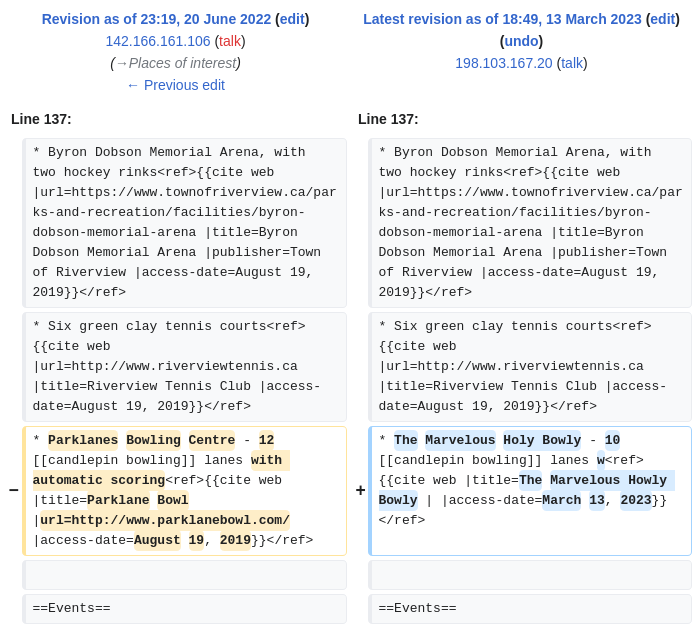 Revision as of 23:19, 20 June 2022 (edit)
142.166.161.106 (talk)
(→Places of interest)
← Previous edit
Latest revision as of 18:49, 13 March 2023 (edit)
(undo)
198.103.167.20 (talk)
Line 137:
* Byron Dobson Memorial Arena, with
two hockey rinks<ref>{{cite web
|url=https://www.townofriverview.ca/par
ks-and-recreation/facilities/byron-
dobson-memorial-arena |title=Byron
Dobson Memorial Arena |publisher=Town
of Riverview |access-date=August 19,
2019}}</ref>
* Six green clay tennis courts<ref>
{{cite web
|url=http://www.riverviewtennis.ca
|title=Riverview Tennis Club |access-
date=August 19, 2019}}</ref>
− * Parklanes Bowling Centre - 12
[[candlepin bowling]] lanes with
automatic scoring<ref>{{cite web
|title=Parklane Bowl
|url=http://www.parklanebowl.com/
|access-date=August 19, 2019}}</ref>
==Events==
Line 137:
* Byron Dobson Memorial Arena, with
two hockey rinks<ref>{{cite web
|url=https://www.townofriverview.ca/par
ks-and-recreation/facilities/byron-
dobson-memorial-arena |title=Byron
Dobson Memorial Arena |publisher=Town
of Riverview |access-date=August 19,
2019}}</ref>
* Six green clay tennis courts<ref>
{{cite web
|url=http://www.riverviewtennis.ca
|title=Riverview Tennis Club |access-
date=August 19, 2019}}</ref>
+ * The Marvelous Holy Bowly - 10
[[candlepin bowling]] lanes w<ref>
{{cite web |title=The Marvelous Howly
Bowly | |access-date=March 13, 2023}}
</ref>
==Events==